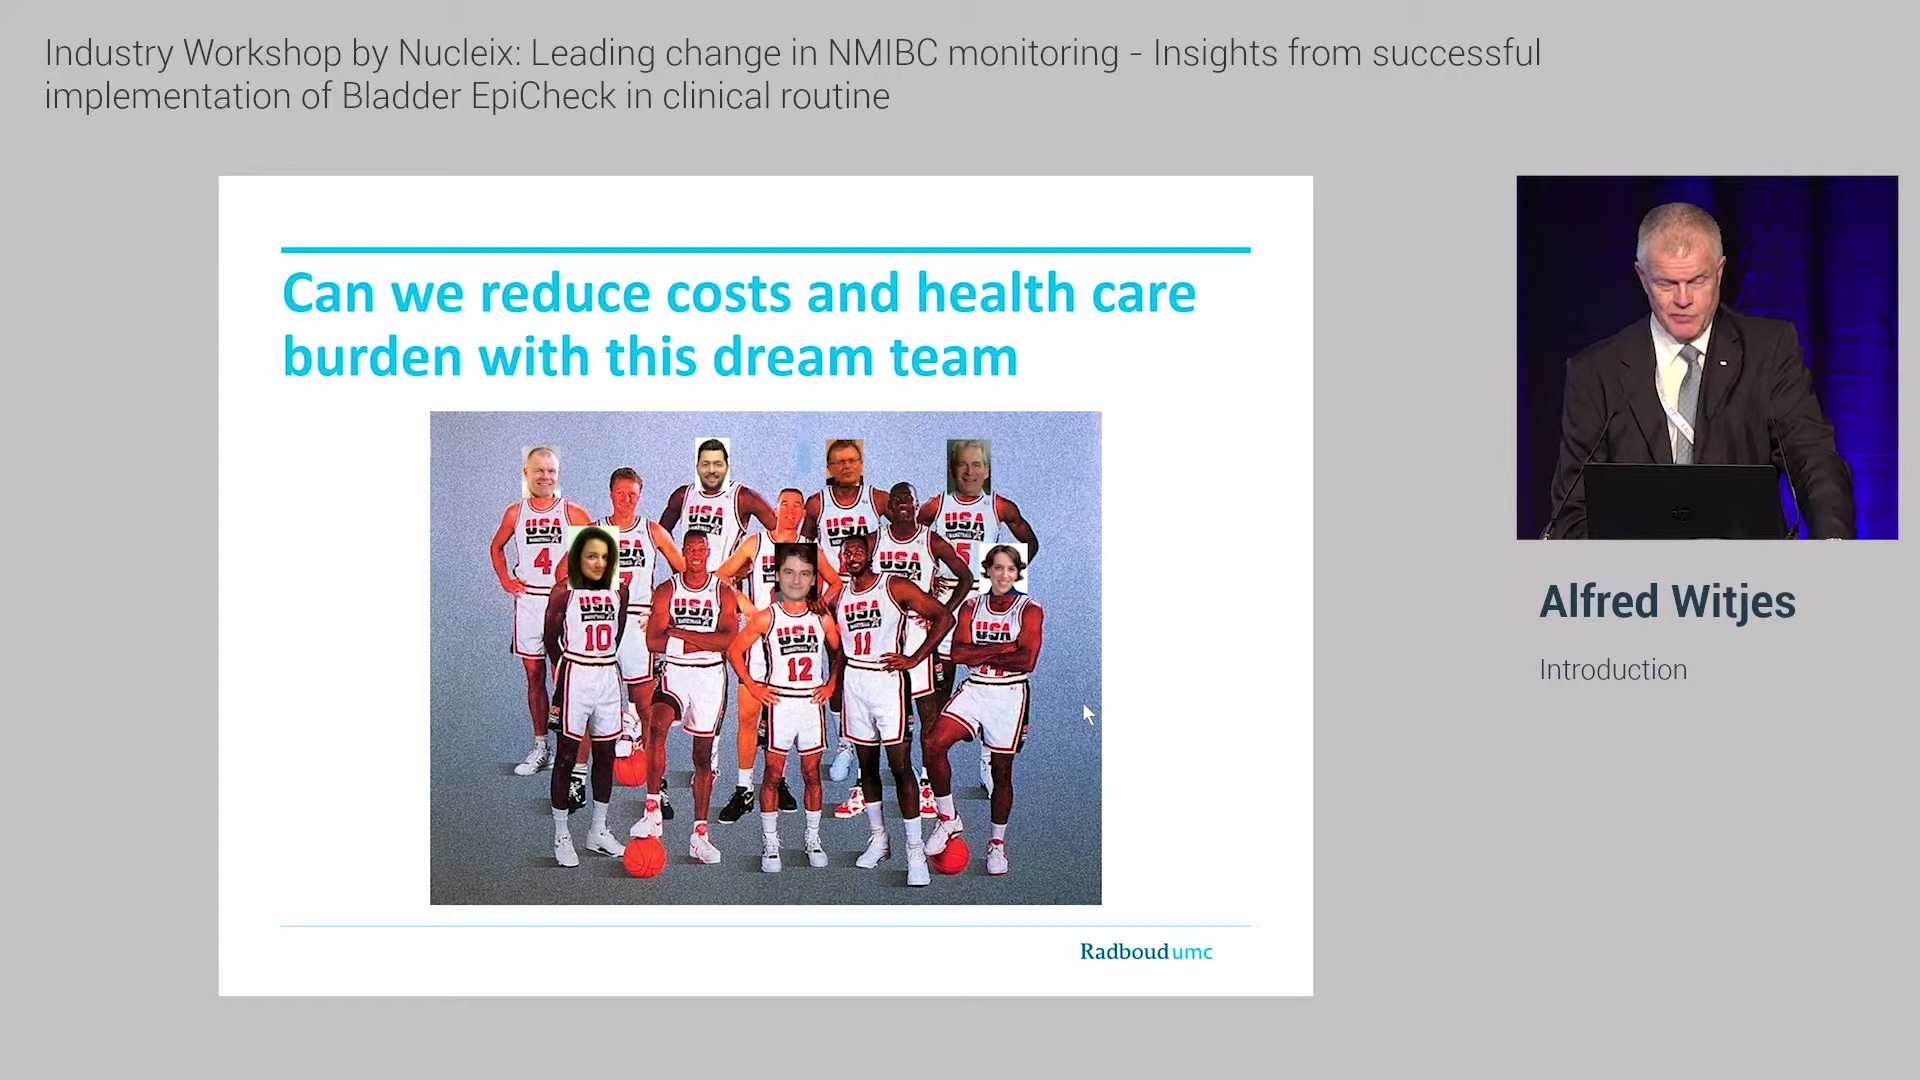 Industry Workshop by Nucleix: Leading change in NMIBC monitoring - Insights from successful
implementation of Bladder EpiCheck in clinical routine
Can we reduce costs and health care
burden with this dream team
USA
USA
USA
USA
USA
4
USA
USA
USA
USA
USA
10
11
12
Radboudumc
Alfred Witjes
Introduction